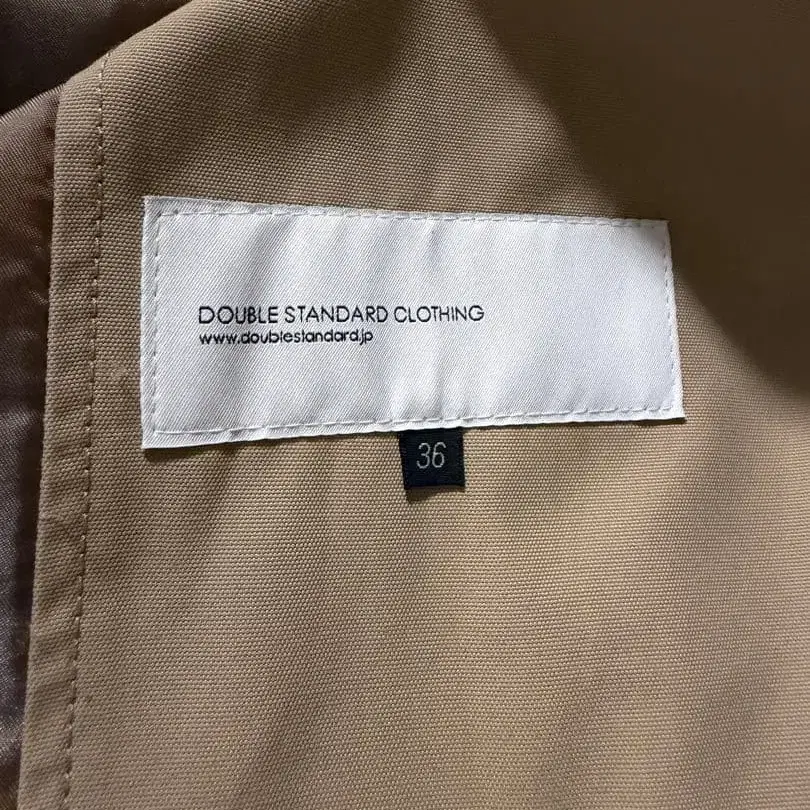 DOUBLE STANDARD CLOTHING
www.doublestandard.jp
36